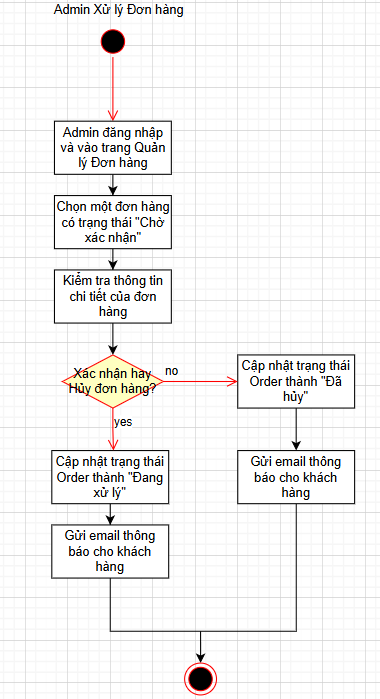 Admin Xử lý Đơn hàng
Admin đăng nhập
và vào trang Quản
lý Đơn hàng
Chọn một đơn hàng
có trạng thái "Chờ
xác nhận"
Kiểm tra thông tin
chi tiết của đơn
hàng
Xác nhận hay
Hủy đơn hàng?
no
Cập nhật trạng thái
Order thành "Đã
hủy"
yes
Cập nhật trạng thái
Order thành "Đang
xử lý"
Gửi email thông
báo cho khách
hàng
Gửi email thông
báo cho khách
hàng